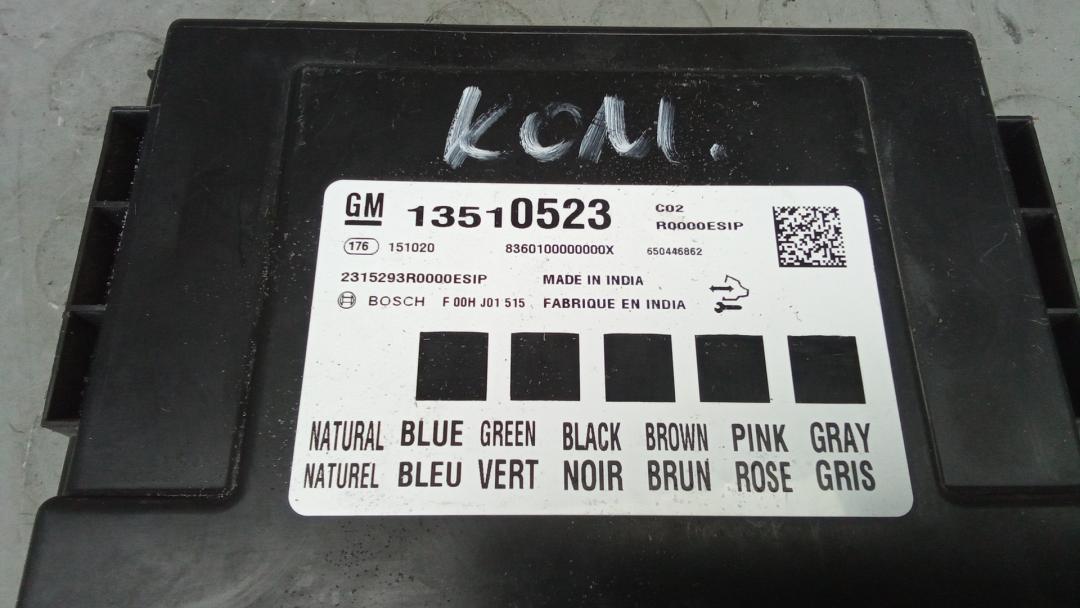 KOM.
GM 13510523 C02
R0000ESIP
176 151020 8360100000000X 650446862
2315293R0000ESIP MADE IN INDIA
BOSCH F 00H J01 515 FABRIQUE EN INDIA
NATURAL BLUE GREEN BLACK BROWN PINK GRAY
NATUREL BLEU VERT NOIR BRUN ROSE GRIS